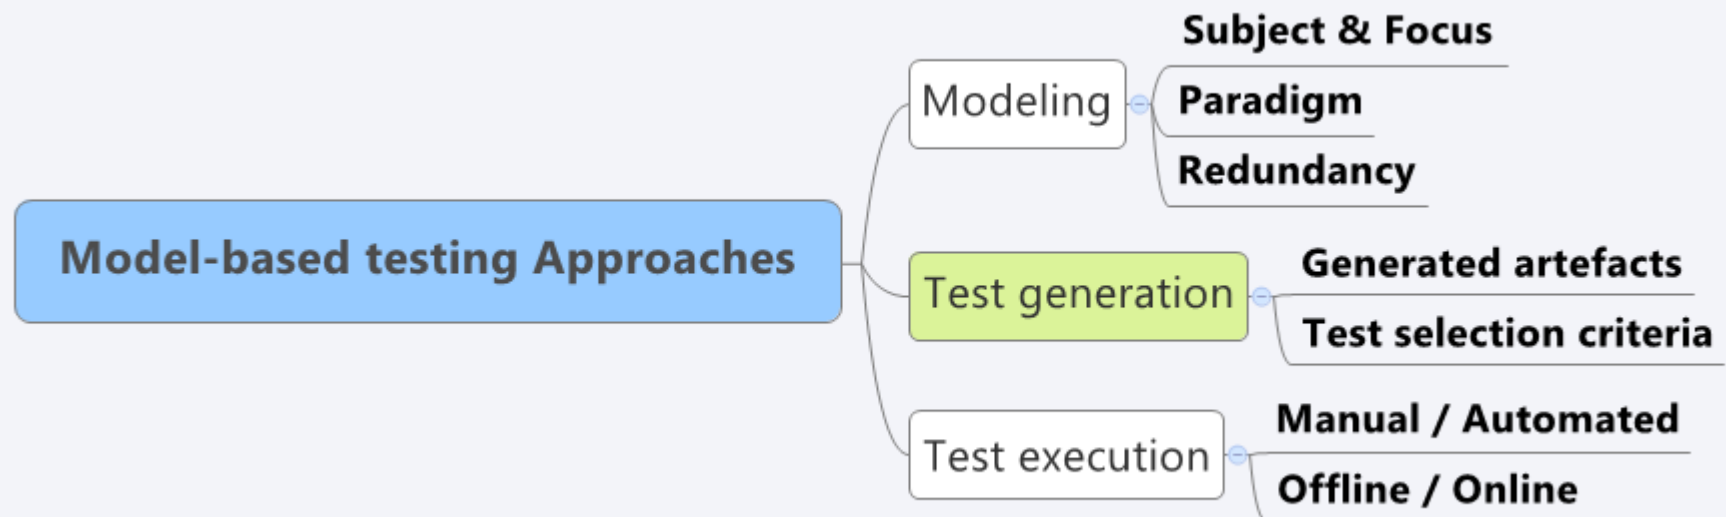 Model-based testing Approaches
Modeling
Subject & Focus
Paradigm
Redundancy
Test generation
Generated artefacts
Test selection criteria
Test execution
Manual / Automated
Offline / Online